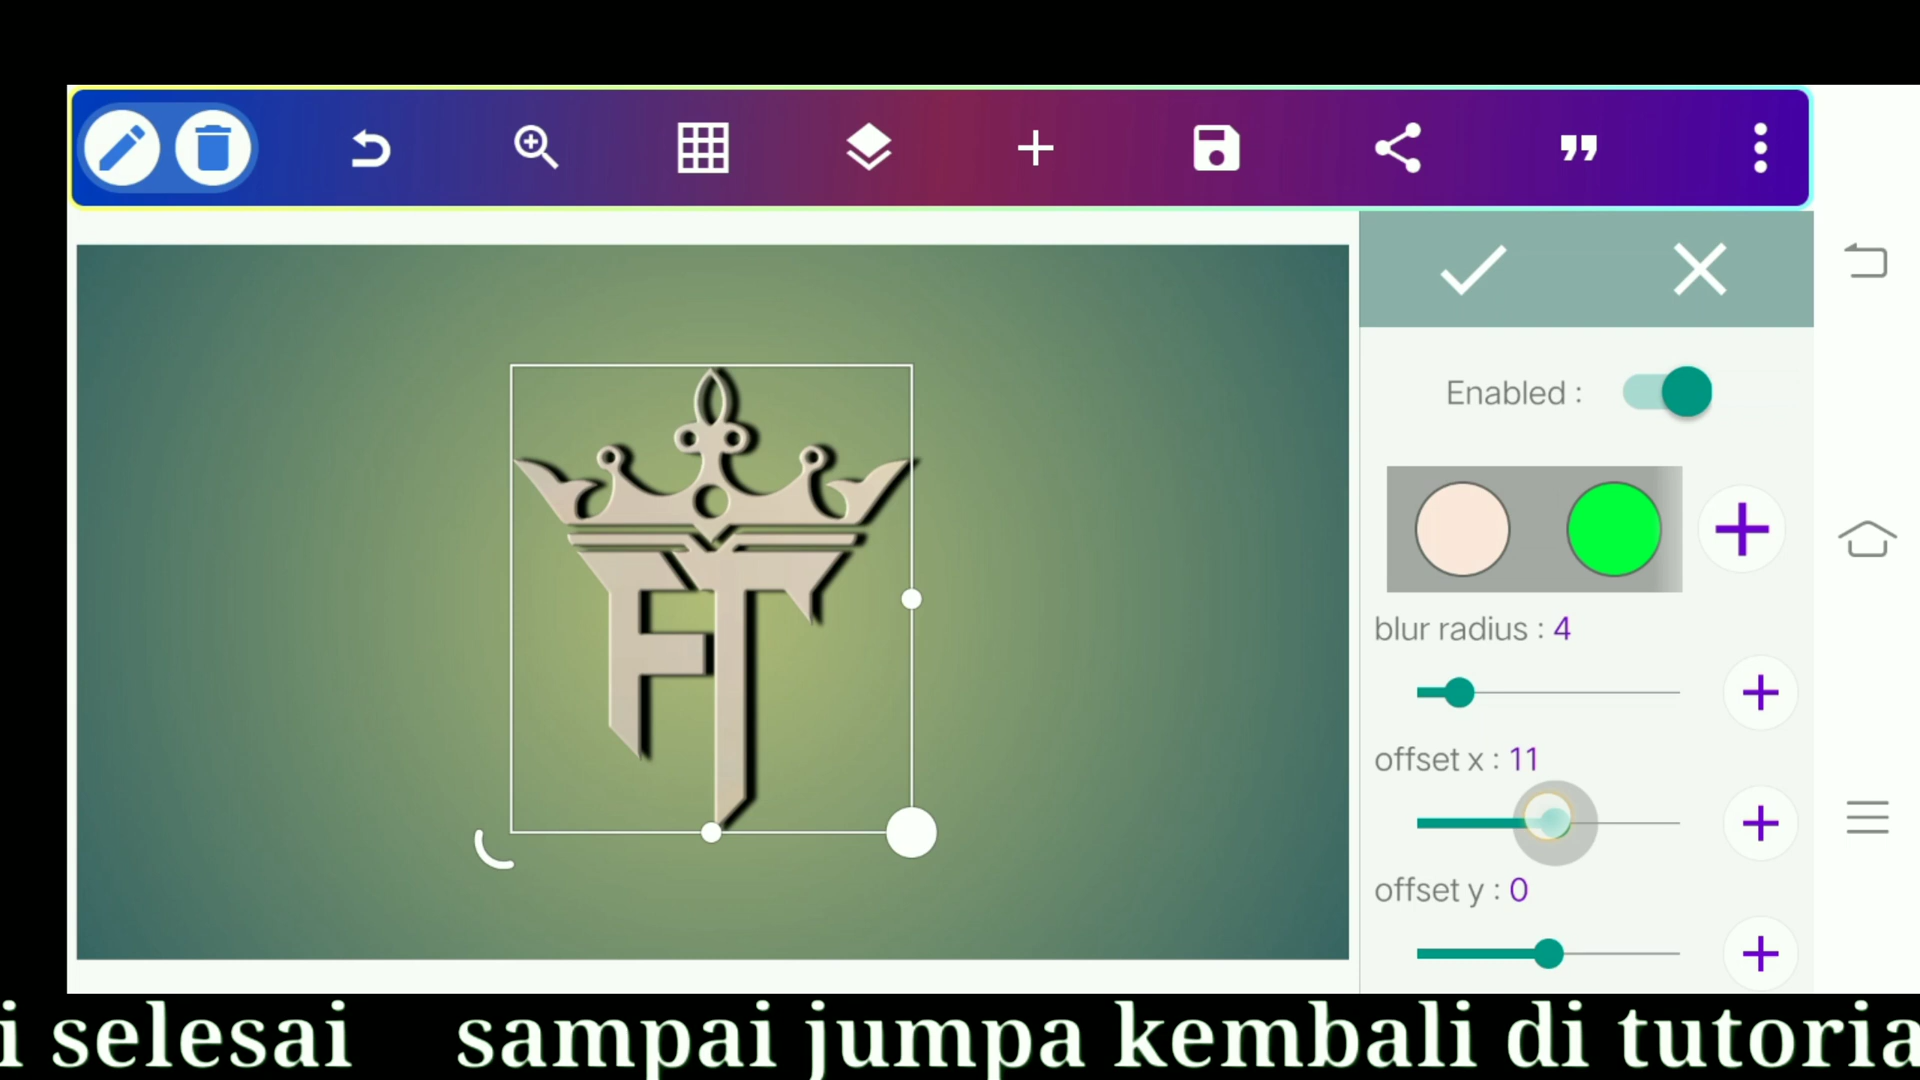 FT
Enabled :
blur radius : 4
offset x : 11
offset y : 0
i selesai sampai jumpa kembali di tutoria